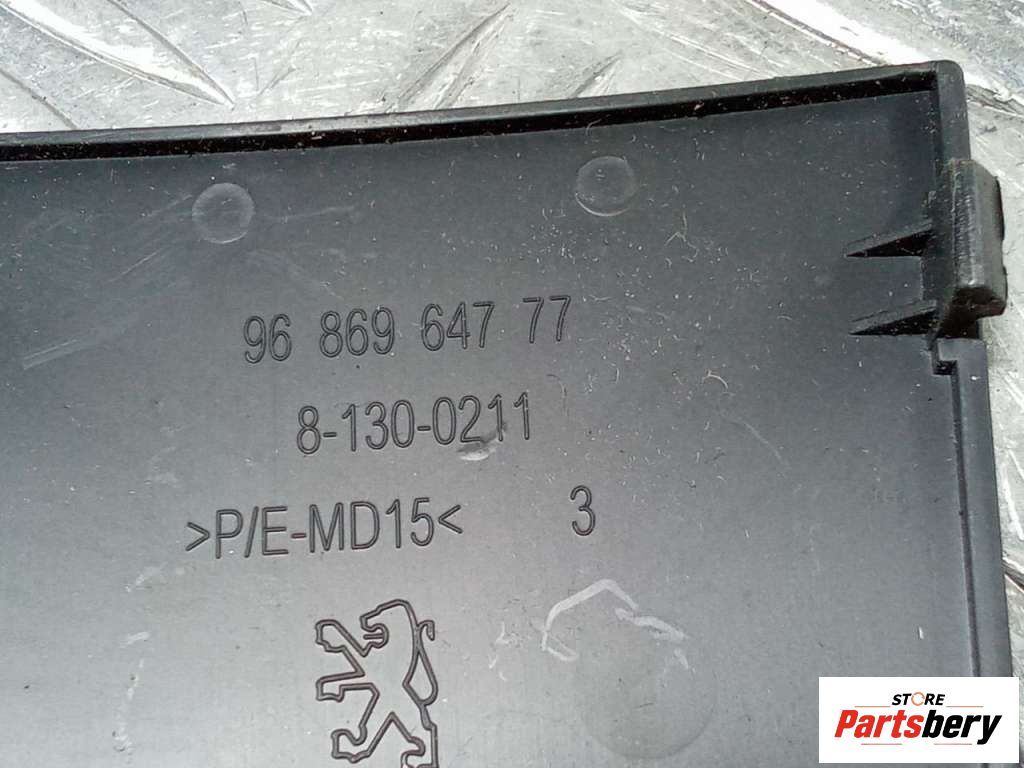 96 869 647 77
8-130-0211
>P/E-MD15< 3
STORE
Partsbery